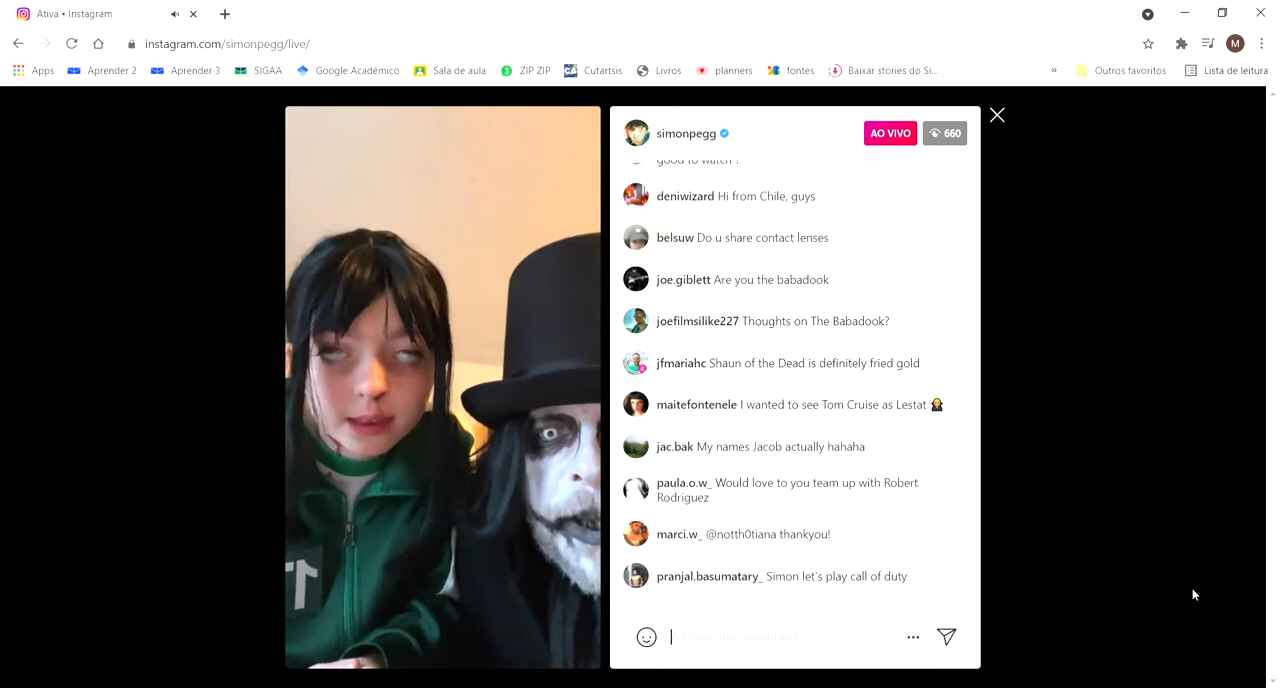 Ativa • Instagram
instagram.com/simonpegg/live/
M
Apps
Aprender 2
Aprender 3
SIGAA
Google Acadêmico
Sala de aula
ZIP ZIP
Cutartsis
Livros
planners
fontes
Baixar stories do Si...
»
Outros favoritos
Lista de leitura
simonpegg
AO VIVO
660
good to watch !
deniwizard Hi from Chile, guys
belsuw Do u share contact lenses
joe.giblett Are you the babadook
joefilmsilike227 Thoughts on The Babadook?
jfmariahc Shaun of the Dead is definitely fried gold
maitefontenele I wanted to see Tom Cruise as Lestat 🧛
jac.bak My names Jacob actually hahaha
paula.o.w_ Would love to you team up with Robert
Rodriguez
marci.w_ @notth0tiana thankyou!
pranjal.basumatary_ Simon let's play call of duty
Adicione um comentário...